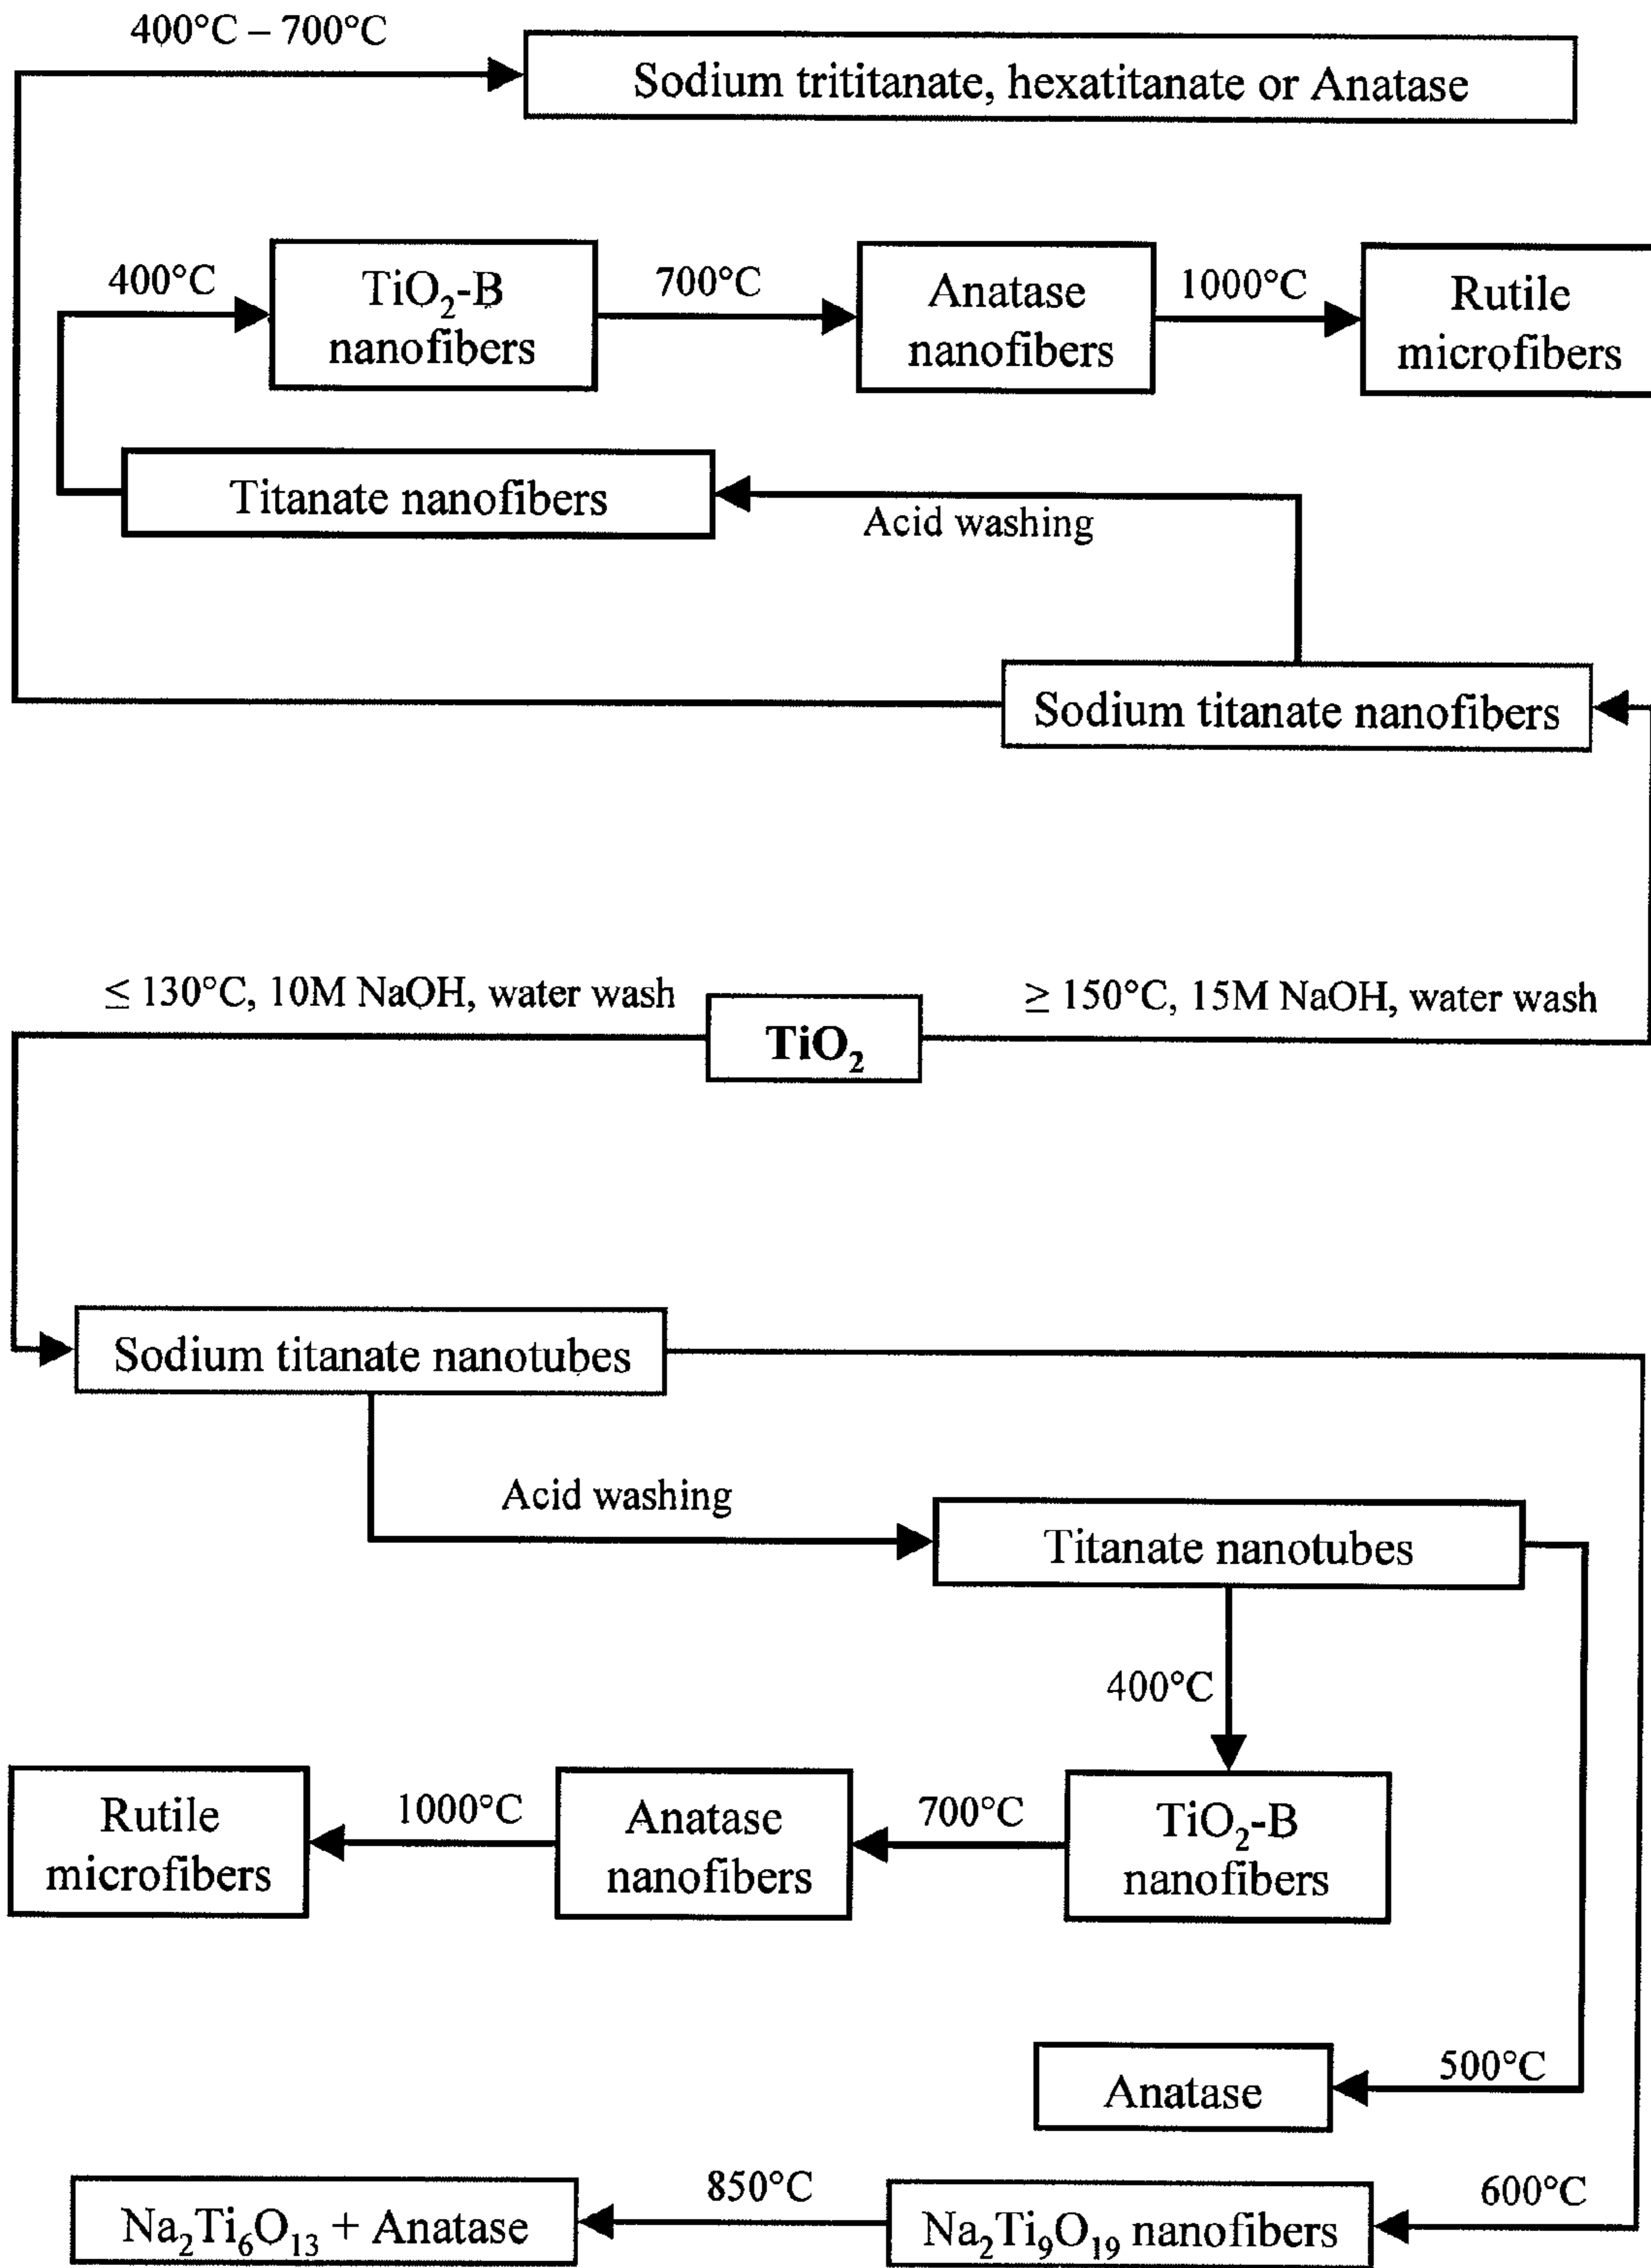 400°C – 700°C
Sodium trititanate, hexatitanate or Anatase
400°C
TiO₂-B
nanofibers
700°C
Anatase
nanofibers
1000°C
Rutile
microfibers
Titanate nanofibers
Acid washing
Sodium titanate nanofibers
≤ 130°C, 10M NaOH, water wash
TiO₂
≥ 150°C, 15M NaOH, water wash
Sodium titanate nanotubes
Acid washing
Titanate nanotubes
400°C
Rutile
microfibers
1000°C
Anatase
nanofibers
700°C
TiO₂-B
nanofibers
Anatase
500°C
Na₂Ti₆O₁₃ + Anatase
850°C
Na₂Ti₉O₁₉ nanofibers
600°C